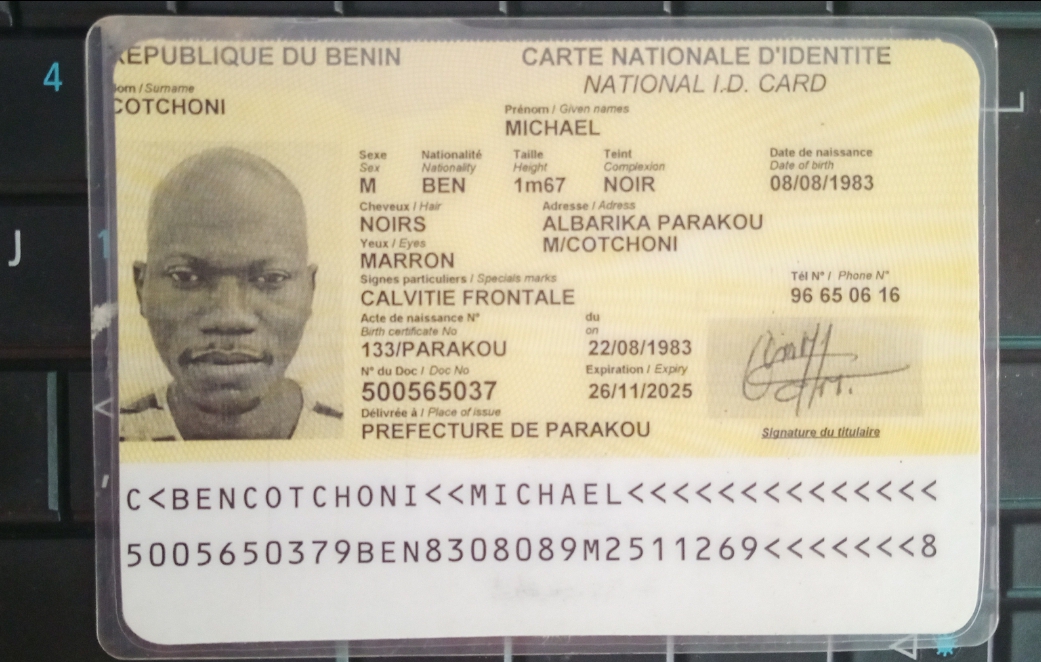 REPUBLIQUE DU BENIN
CARTE NATIONALE D'IDENTITE
NATIONAL I.D. CARD
Nom / Surname
COTCHONI
Prénom / Given names
MICHAEL
Sexe Nationalité Taille Teint Date de naissance
Sex Nationality Height Complexion Date of birth
M BEN 1m67 NOIR 08/08/1983
Cheveux / Hair Adresse / Adress
NOIRS ALBARIKA PARAKOU
Yeux / Eyes M/COTCHONI
MARRON
Signes particuliers / Specials marks Tél N° / Phone N°
CALVITIE FRONTALE 96 65 06 16
Acte de naissance N° du
Birth certificate No on
133/PARAKOU 22/08/1983
N° du Doc / Doc No Expiration / Expiry
500565037 26/11/2025
Délivrée à / Place of issue
PREFECTURE DE PARAKOU
Signature du titulaire
C<BENCOTCHONI<<MICHAEL<<<<<<<<<<<<<<
5005650379BEN8308089M2511269<<<<<<<8
4
J
1